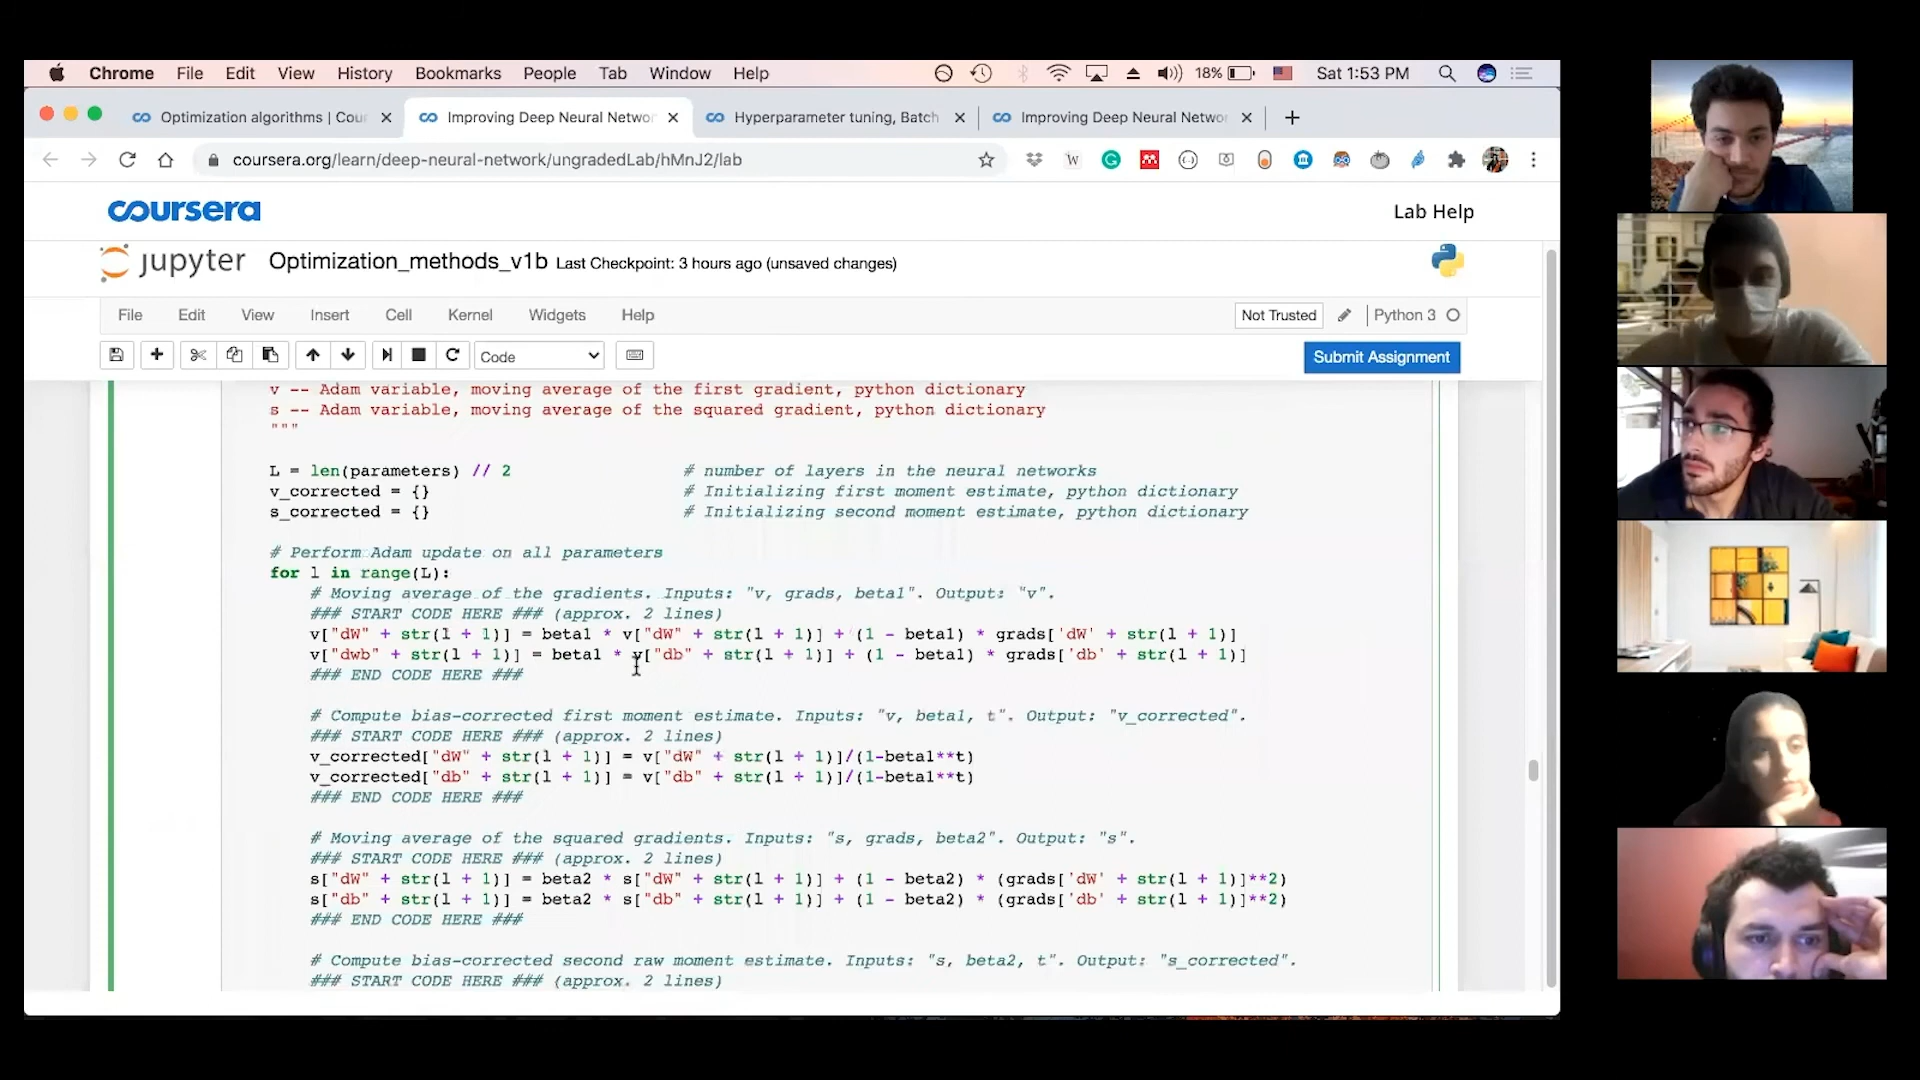 Chrome File Edit View History Bookmarks People Tab Window Help 18% Sat 1:53 PM
Optimization algorithms | Cour Improving Deep Neural Networ Hyperparameter tuning, Batch Improving Deep Neural Networ
coursera.org/learn/deep-neural-network/ungradedLab/hMnJ2/lab
coursera Lab Help
jupyter Optimization_methods_v1b Last Checkpoint: 3 hours ago (unsaved changes)
File Edit View Insert Cell Kernel Widgets Help Not Trusted Python 3
Code Submit Assignment
v -- Adam variable, moving average of the first gradient, python dictionary
s -- Adam variable, moving average of the squared gradient, python dictionary
"""
L = len(parameters) // 2 # number of layers in the neural networks
v_corrected = {} # Initializing first moment estimate, python dictionary
s_corrected = {} # Initializing second moment estimate, python dictionary
# Perform Adam update on all parameters
for l in range(L):
# Moving average of the gradients. Inputs: "v, grads, beta1". Output: "v".
### START CODE HERE ### (approx. 2 lines)
v["dW" + str(l + 1)] = beta1 * v["dW" + str(l + 1)] + (1 - beta1) * grads['dW' + str(l + 1)]
v["dwb" + str(l + 1)] = beta1 * v["db" + str(l + 1)] + (1 - beta1) * grads['db' + str(l + 1)]
### END CODE HERE ###
# Compute bias-corrected first moment estimate. Inputs: "v, beta1, t". Output: "v_corrected".
### START CODE HERE ### (approx. 2 lines)
v_corrected["dW" + str(l + 1)] = v["dW" + str(l + 1)]/(1-beta1**t)
v_corrected["db" + str(l + 1)] = v["db" + str(l + 1)]/(1-beta1**t)
### END CODE HERE ###
# Moving average of the squared gradients. Inputs: "s, grads, beta2". Output: "s".
### START CODE HERE ### (approx. 2 lines)
s["dW" + str(l + 1)] = beta2 * s["dW" + str(l + 1)] + (1 - beta2) * (grads['dW' + str(l + 1)]**2)
s["db" + str(l + 1)] = beta2 * s["db" + str(l + 1)] + (1 - beta2) * (grads['db' + str(l + 1)]**2)
### END CODE HERE ###
# Compute bias-corrected second raw moment estimate. Inputs: "s, beta2, t". Output: "s_corrected".
### START CODE HERE ### (approx. 2 lines)